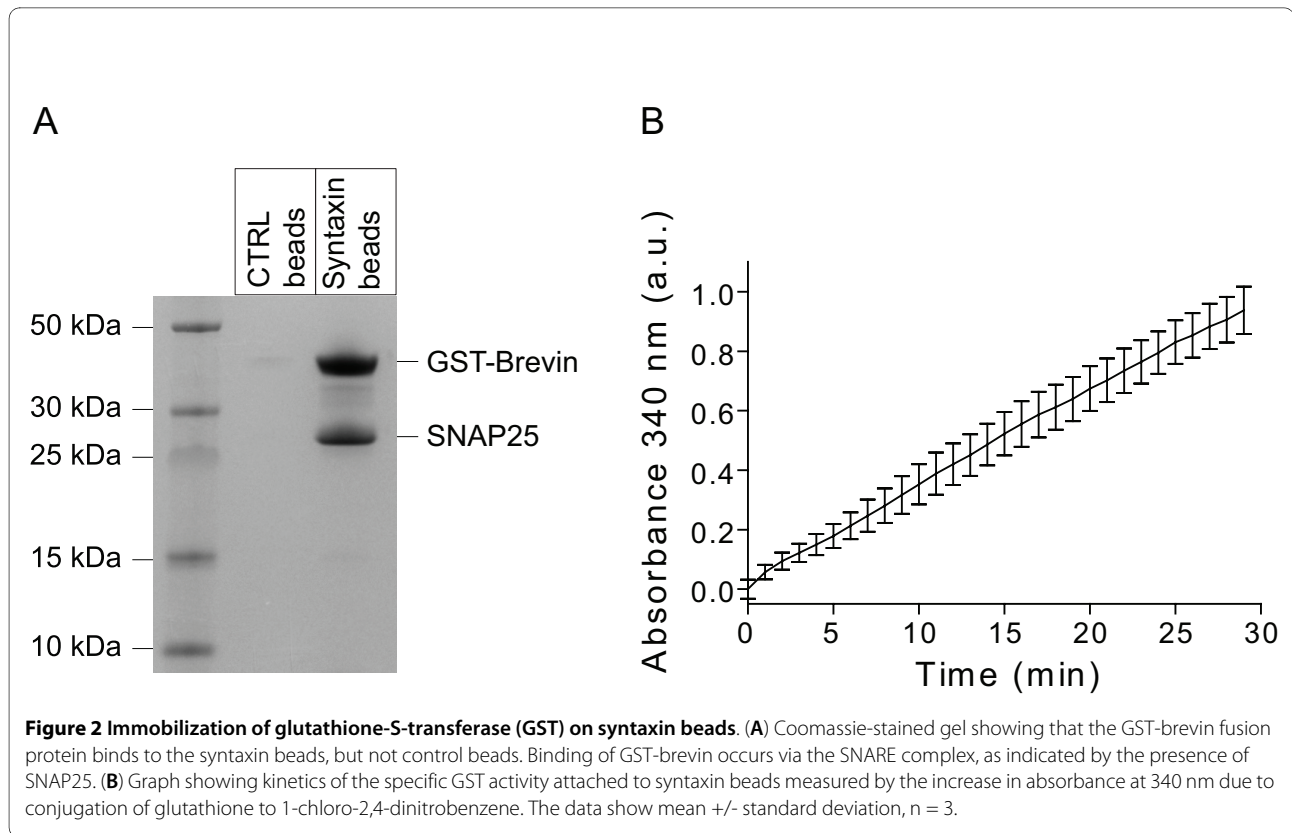 A
B
CTRL
beads
Syntaxin
beads
50 kDa
30 kDa
25 kDa
15 kDa
10 kDa
GST-Brevin
SNAP25
Absorbance 340 nm (a.u.)
1.0
0.8
0.6
0.4
0.2
0.0
0 5 10 15 20 25 30
Time (min)
Figure 2 Immobilization of glutathione-S-transferase (GST) on syntaxin beads. (A) Coomassie-stained gel showing that the GST-brevin fusion
protein binds to the syntaxin beads, but not control beads. Binding of GST-brevin occurs via the SNARE complex, as indicated by the presence of
SNAP25. (B) Graph showing kinetics of the specific GST activity attached to syntaxin beads measured by the increase in absorbance at 340 nm due to
conjugation of glutathione to 1-chloro-2,4-dinitrobenzene. The data show mean +/- standard deviation, n = 3.